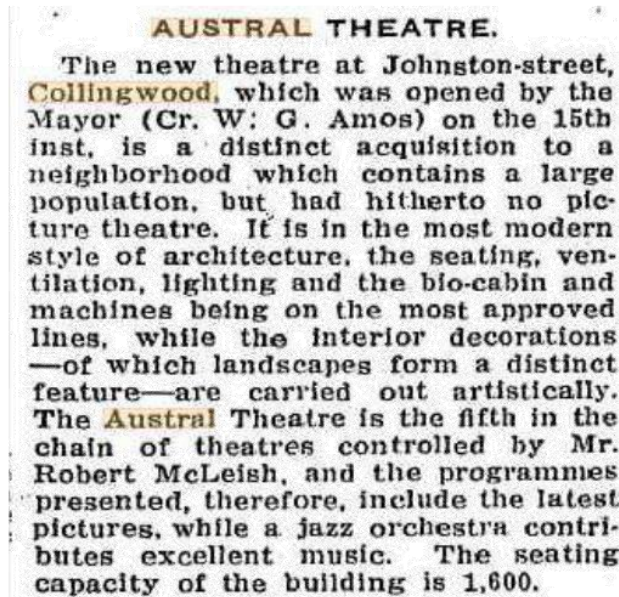 AUSTRAL THEATRE.
The new theatre at Johnston-street,
Collingwood, which was opened by the
Mayor (Cr. W: G. Amos) on the 15th
inst. is a distinct acquisition to a
neighborhood which contains a large
population, but had hitherto no pic-
ture theatre. It is in the most modern
style of architecture, the seating, ven-
tilation, lighting and the bio-cabin and
machines being on the most approved
lines, while the interior decorations
—of which landscapes form a distinct
feature—are carried out artistically.
The Austral Theatre is the fifth in the
chain of theatres controlled by Mr.
Robert McLeish, and the programmes
presented, therefore, include the latest
pictures, while a jazz orchestra contri-
butes excellent music. The seating
capacity of the building is 1,600.